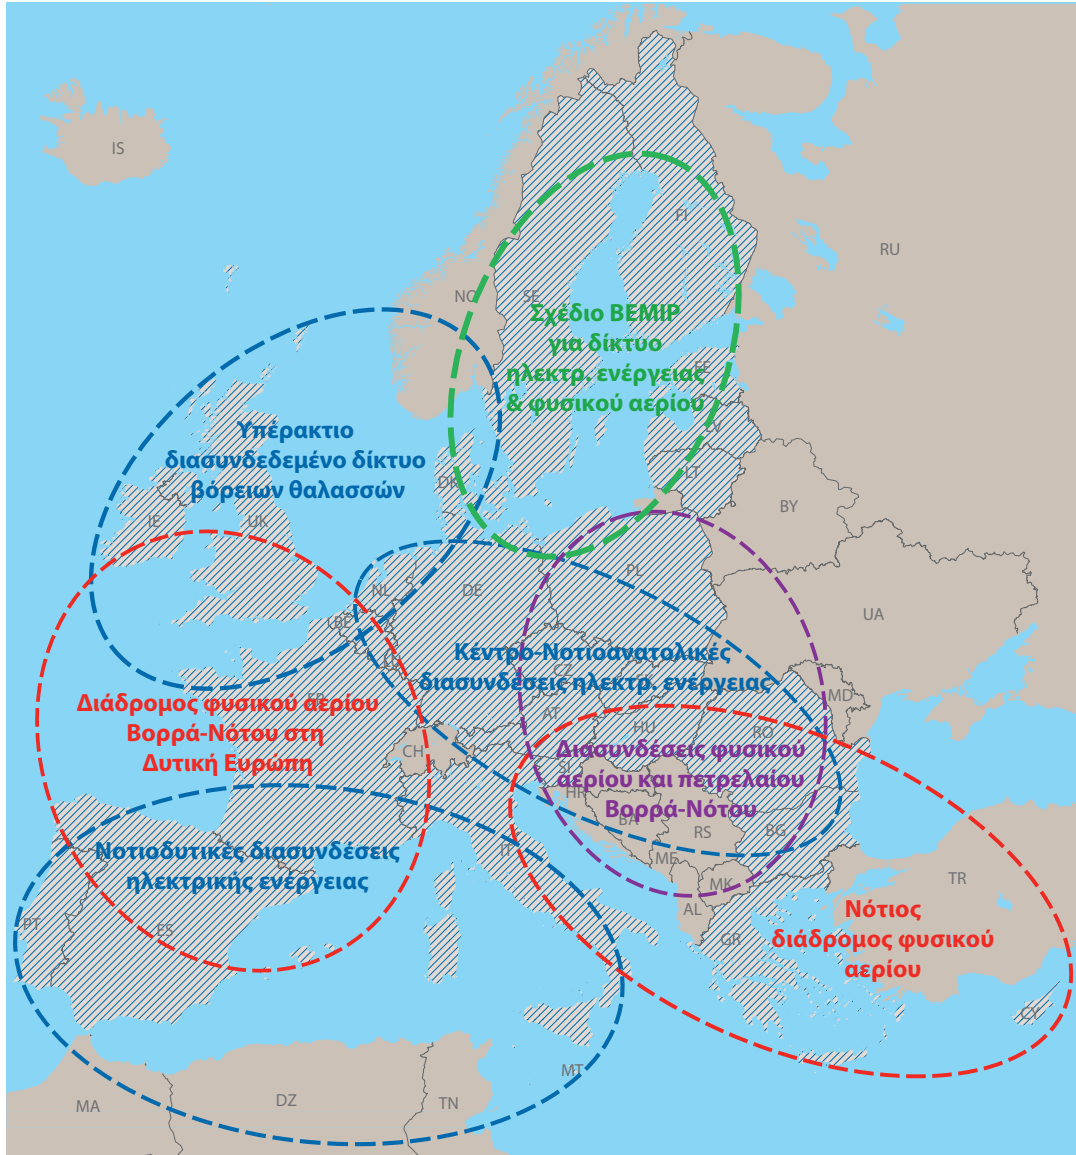 IS
RU
FI
NO
SE
Σχέδιο BEMIP
για δίκτυο
ηλεκτρ. ενέργειας
& φυσικού αερίου
EE
LV
LT
Υπέρακτιο
διασυνδεδεμένο δίκτυο
βόρειων θαλασσών
DK
BY
IE
UK
PL
NL
DE
BE
UA
LU
Κέντρο-Νοτιοανατολικές
διασυνδέσεις ηλεκτρ. ενέργειας
CZ
MD
FR
Διάδρομος φυσικού αερίου
Βορρά-Νότου στη
Δυτική Ευρώπη
AT
HU
RO
CH
Διασυνδέσεις φυσικού
αερίου και πετρελαίου
Βορρά-Νότου
SI
HR
BA
RS
BG
Νοτιοδυτικές διασυνδέσεις
ηλεκτρικής ενέργειας
IT
ME
MK
TR
AL
Νότιος
διάδρομος φυσικού
αερίου
PT
ES
GR
CY
MT
MA
DZ
TN